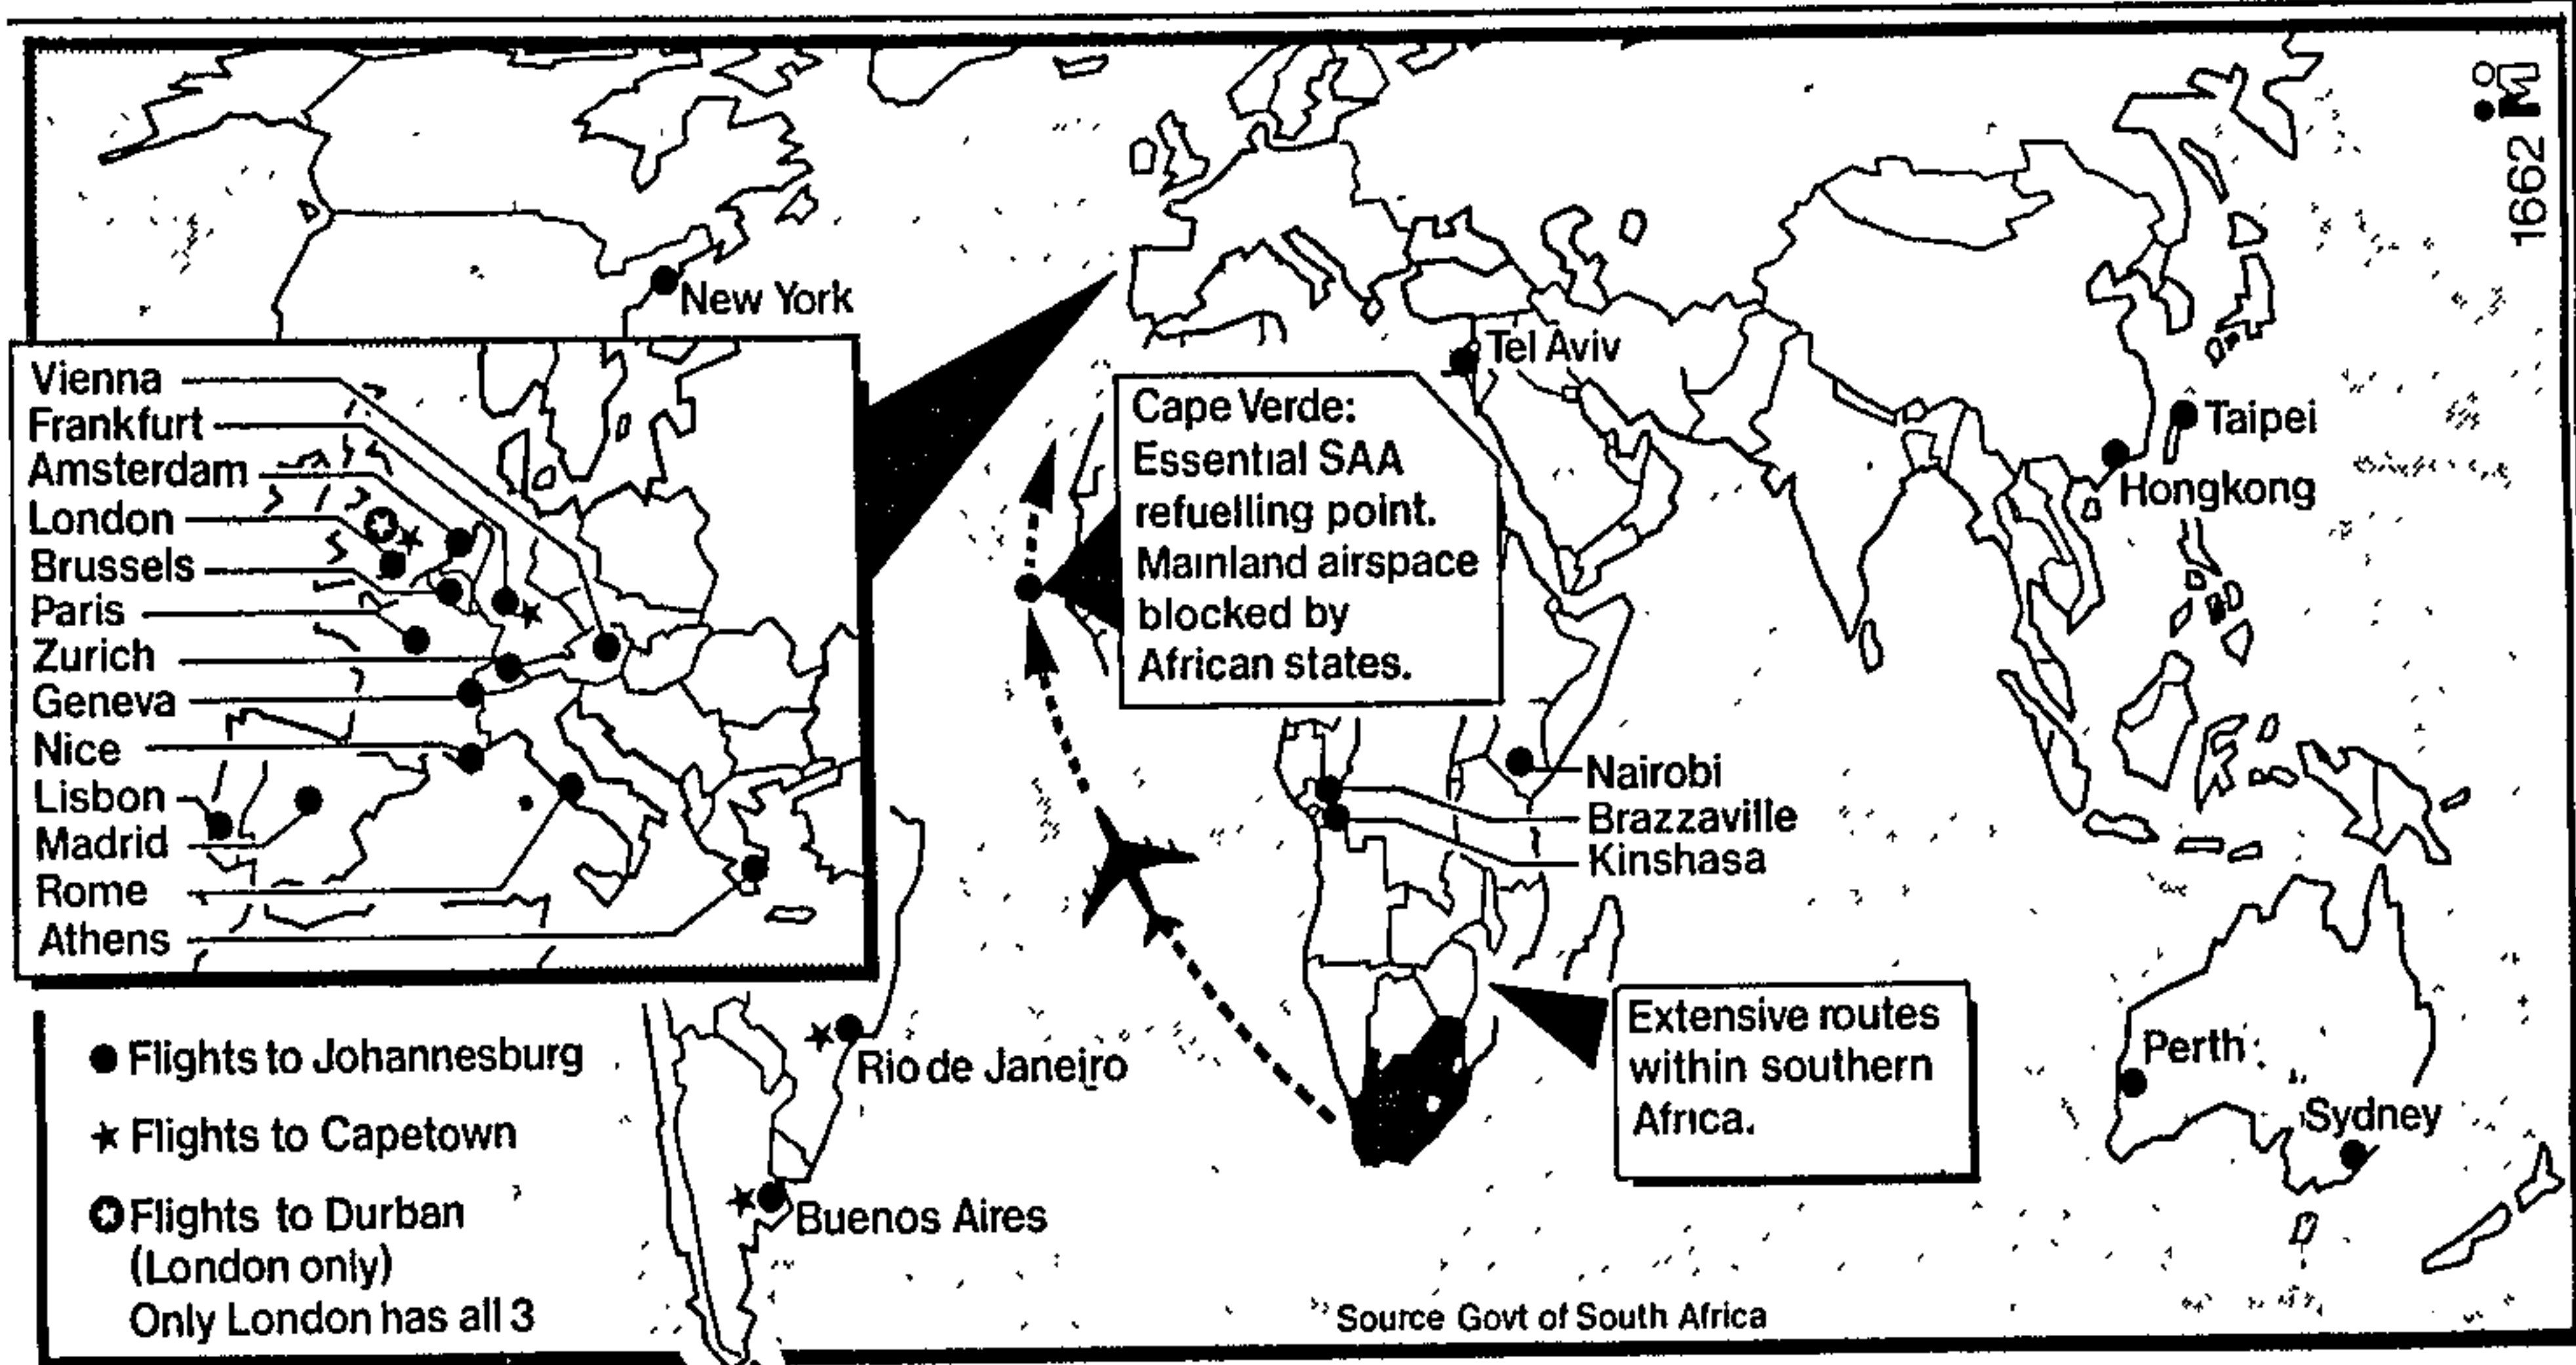 1662
New York
Tel Aviv
Taipei
Hongkong
Vienna
Frankfurt
Amsterdam
London
Brussels
Paris
Zurich
Geneva
Nice
Lisbon
Madrid
Rome
Athens
Cape Verde:
Essential SAA
refuelling point.
Mainland airspace
blocked by
African states.
Nairobi
Brazzaville
Kinshasa
Extensive routes
within southern
Africa.
Perth
Sydney
Rio de Janeiro
Buenos Aires
Flights to Johannesburg
Flights to Capetown
Flights to Durban
(London only)
Only London has all 3
Source Govt of South Africa